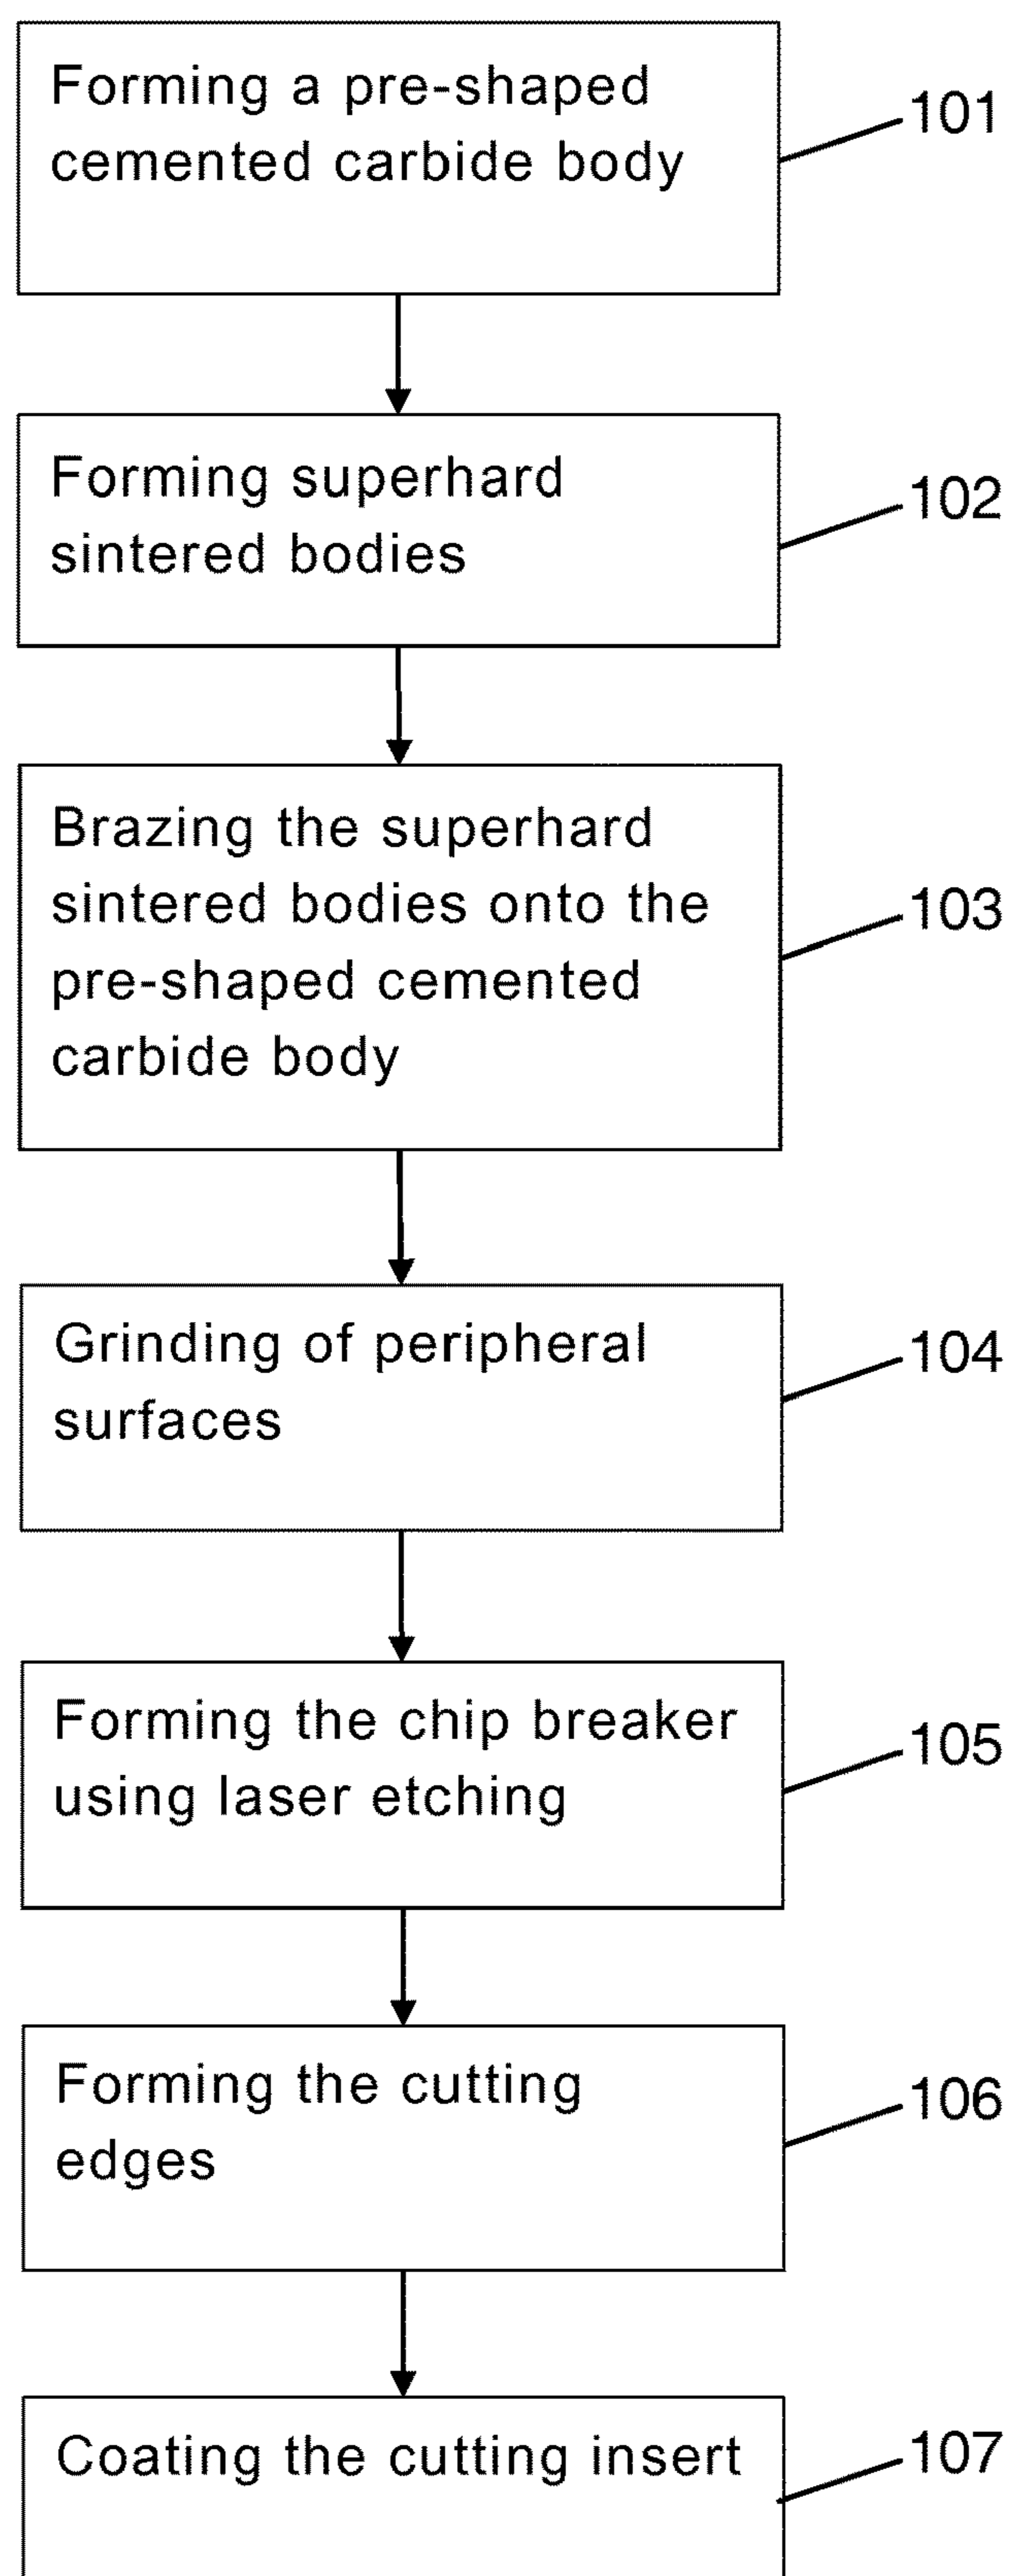 Forming a pre-shaped
cemented carbide body
101
Forming superhard
sintered bodies
102
Brazing the superhard
sintered bodies onto the
pre-shaped cemented
carbide body
103
Grinding of peripheral
surfaces
104
Forming the chip breaker
using laser etching
105
Forming the cutting
edges
106
Coating the cutting insert
107